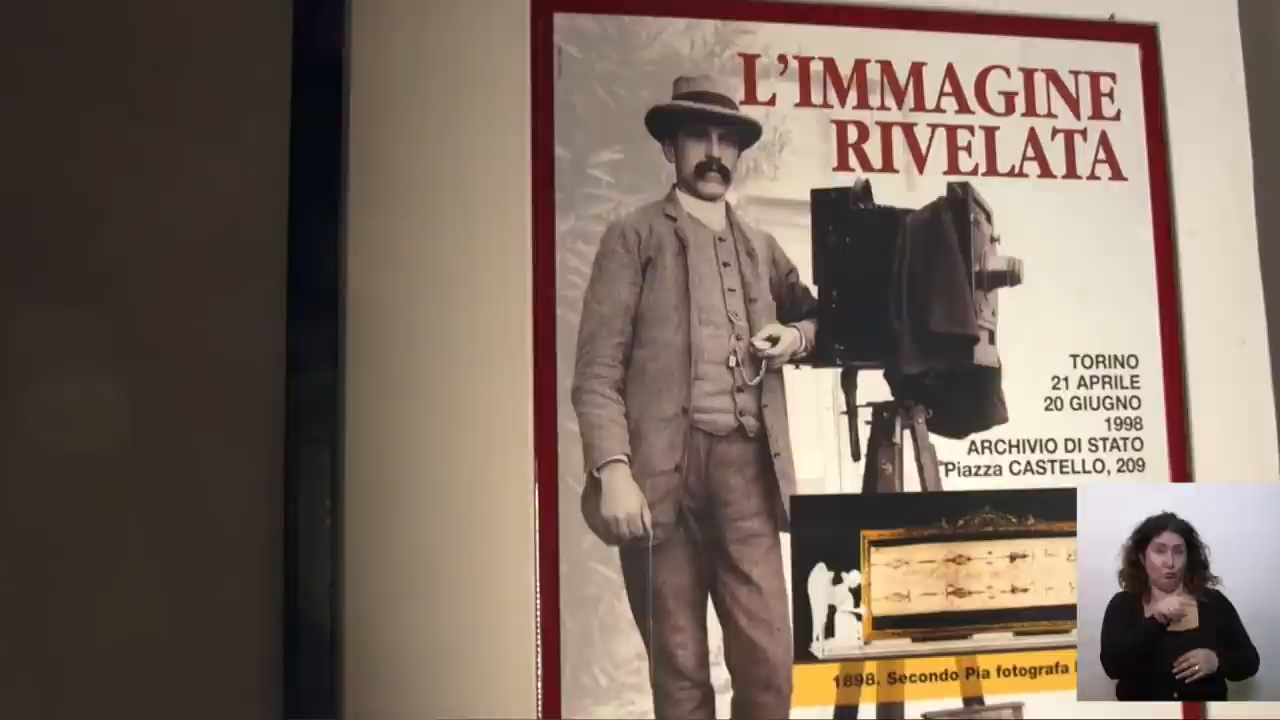 L'IMMAGINE
RIVELATA
TORINO
21 APRILE
20 GIUGNO
1998
ARCHIVIO DI STATO
Piazza CASTELLO, 209
1898. Secondo Pia fotografa